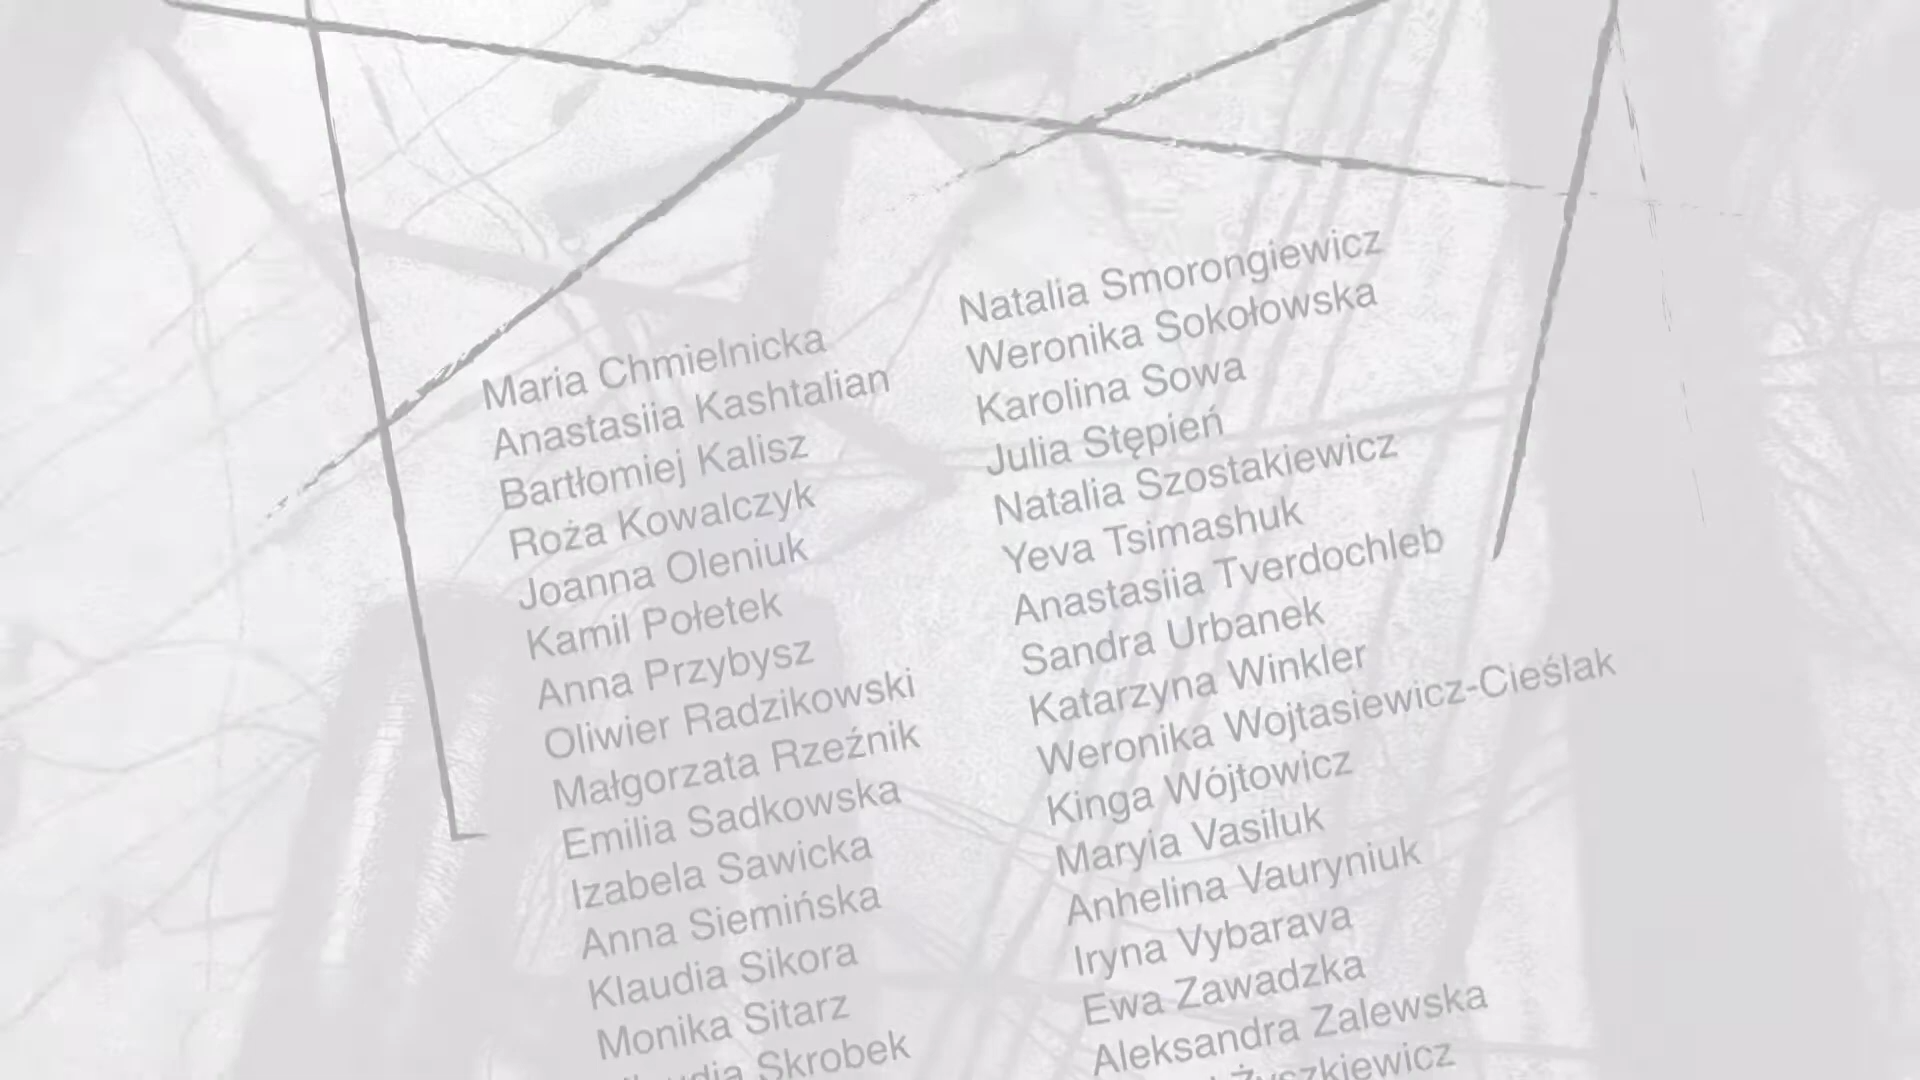 Maria Chmielnicka
Anastasiia Kashtalian
Bartłomiej Kalisz
Roża Kowalczyk
Joanna Oleniuk
Kamil Połetek
Anna Przybysz
Oliwier Radzikowski
Małgorzata Rzeźnik
Emilia Sadkowska
Izabela Sawicka
Anna Siemińska
Klaudia Sikora
Monika Sitarz
Skrobek
Natalia Smorongiewicz
Weronika Sokołowska
Karolina Sowa
Julia Stępień
Natalia Szostakiewicz
Yeva Tsimashuk
Anastasiia Tverdochleb
Sandra Urbanek
Katarzyna Winkler
Weronika Wojtasiewicz-Cieślak
Kinga Wójtowicz
Maryia Vasiluk
Anhelina Vauryniuk
Iryna Vybarava
Ewa Zawadzka
Aleksandra Zalewska